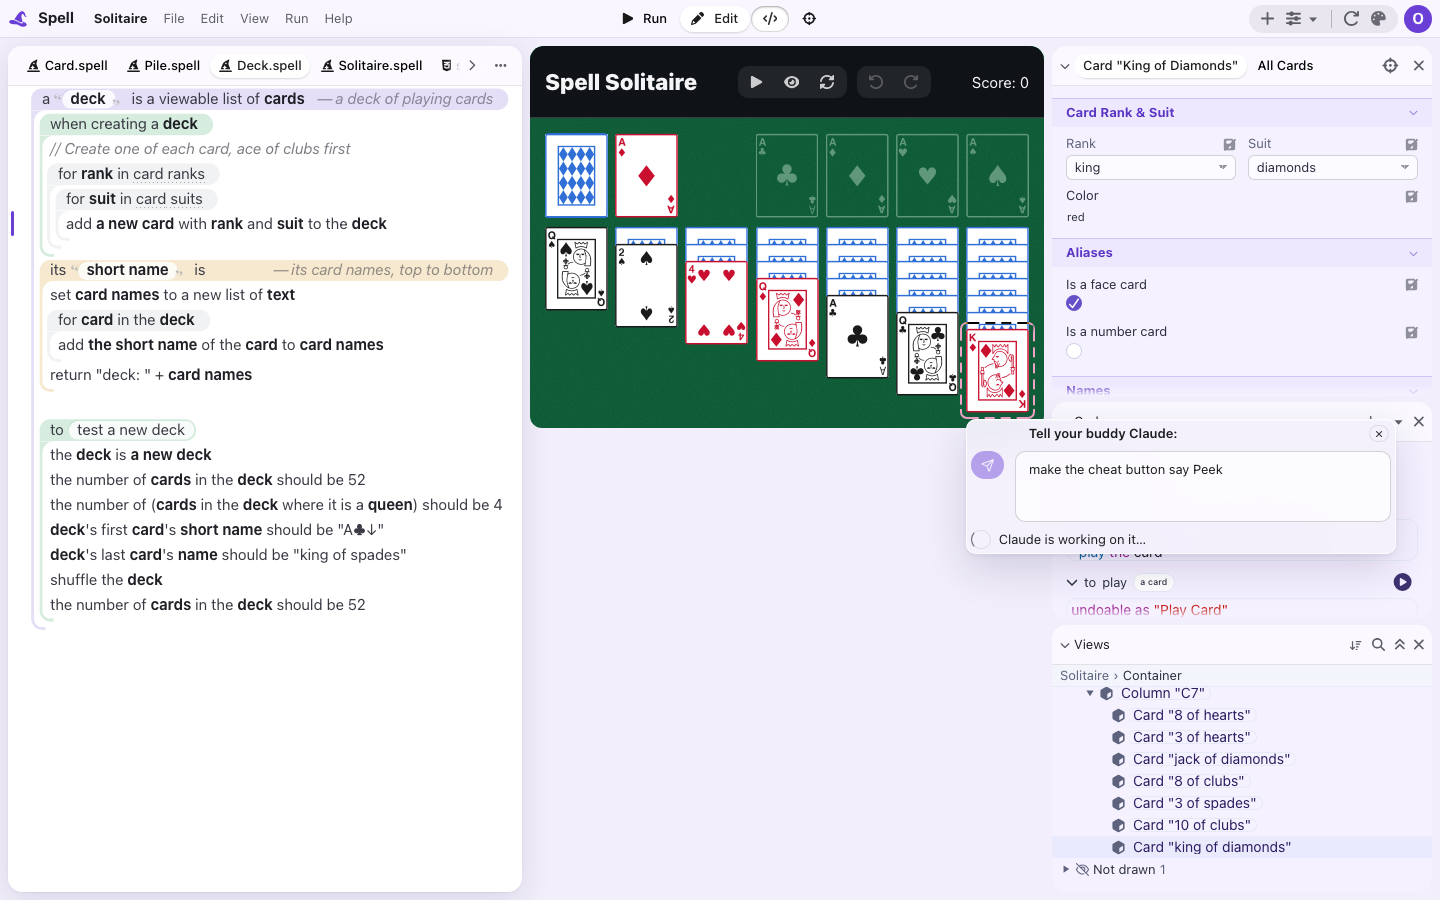 Spell Solitaire File Edit View Run Help
Run Edit </>
O
Card.spell Pile.spell Deck.spell Solitaire.spell
a deck is a viewable list of cards — a deck of playing cards
when creating a deck
// Create one of each card, ace of clubs first
for rank in card ranks
for suit in card suits
add a new card with rank and suit to the deck
its short name is — its card names, top to bottom
set card names to a new list of text
for card in the deck
add the short name of the card to card names
return "deck: " + card names
to test a new deck
the deck is a new deck
the number of cards in the deck should be 52
the number of (cards in the deck where it is a queen) should be 4
deck's first card's short name should be "A♣↓"
deck's last card's name should be "king of spades"
shuffle the deck
the number of cards in the deck should be 52
Spell Solitaire
Score: 0
A A A A A
A A A A A
Q 2 4 Q A Q K
Q 2 4 Q A Q K
Card "King of Diamonds" All Cards
Card Rank & Suit
Rank Suit
king diamonds
Color
red
Aliases
Is a face card
Is a number card
Names
Tell your buddy Claude:
make the cheat button say Peek
Claude is working on it...
play the card
to play a card
undoable as "Play Card"
Views
Solitaire › Container
Column "C7"
Card "8 of hearts"
Card "3 of hearts"
Card "jack of diamonds"
Card "8 of clubs"
Card "3 of spades"
Card "10 of clubs"
Card "king of diamonds"
Not drawn 1